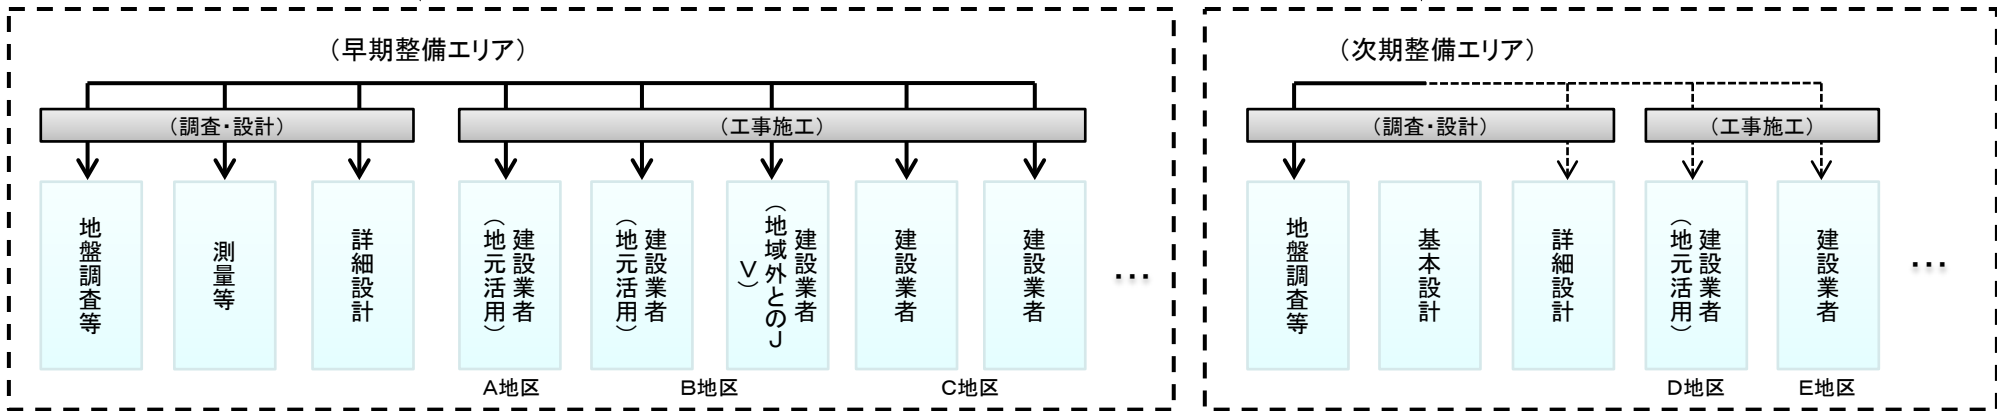 (早期整備エリア)
(調査・設計)
(工事施工)
地盤調査等
測量等
詳細設計
建設業者
(地元活用)
建設業者
(地元活用)
建設業者
(地域外とのJ
V)
建設業者
建設業者
…
A地区
B地区
C地区
(次期整備エリア)
(調査・設計)
(工事施工)
地盤調査等
基本設計
詳細設計
建設業者
(地元活用)
建設業者
…
D地区
E地区